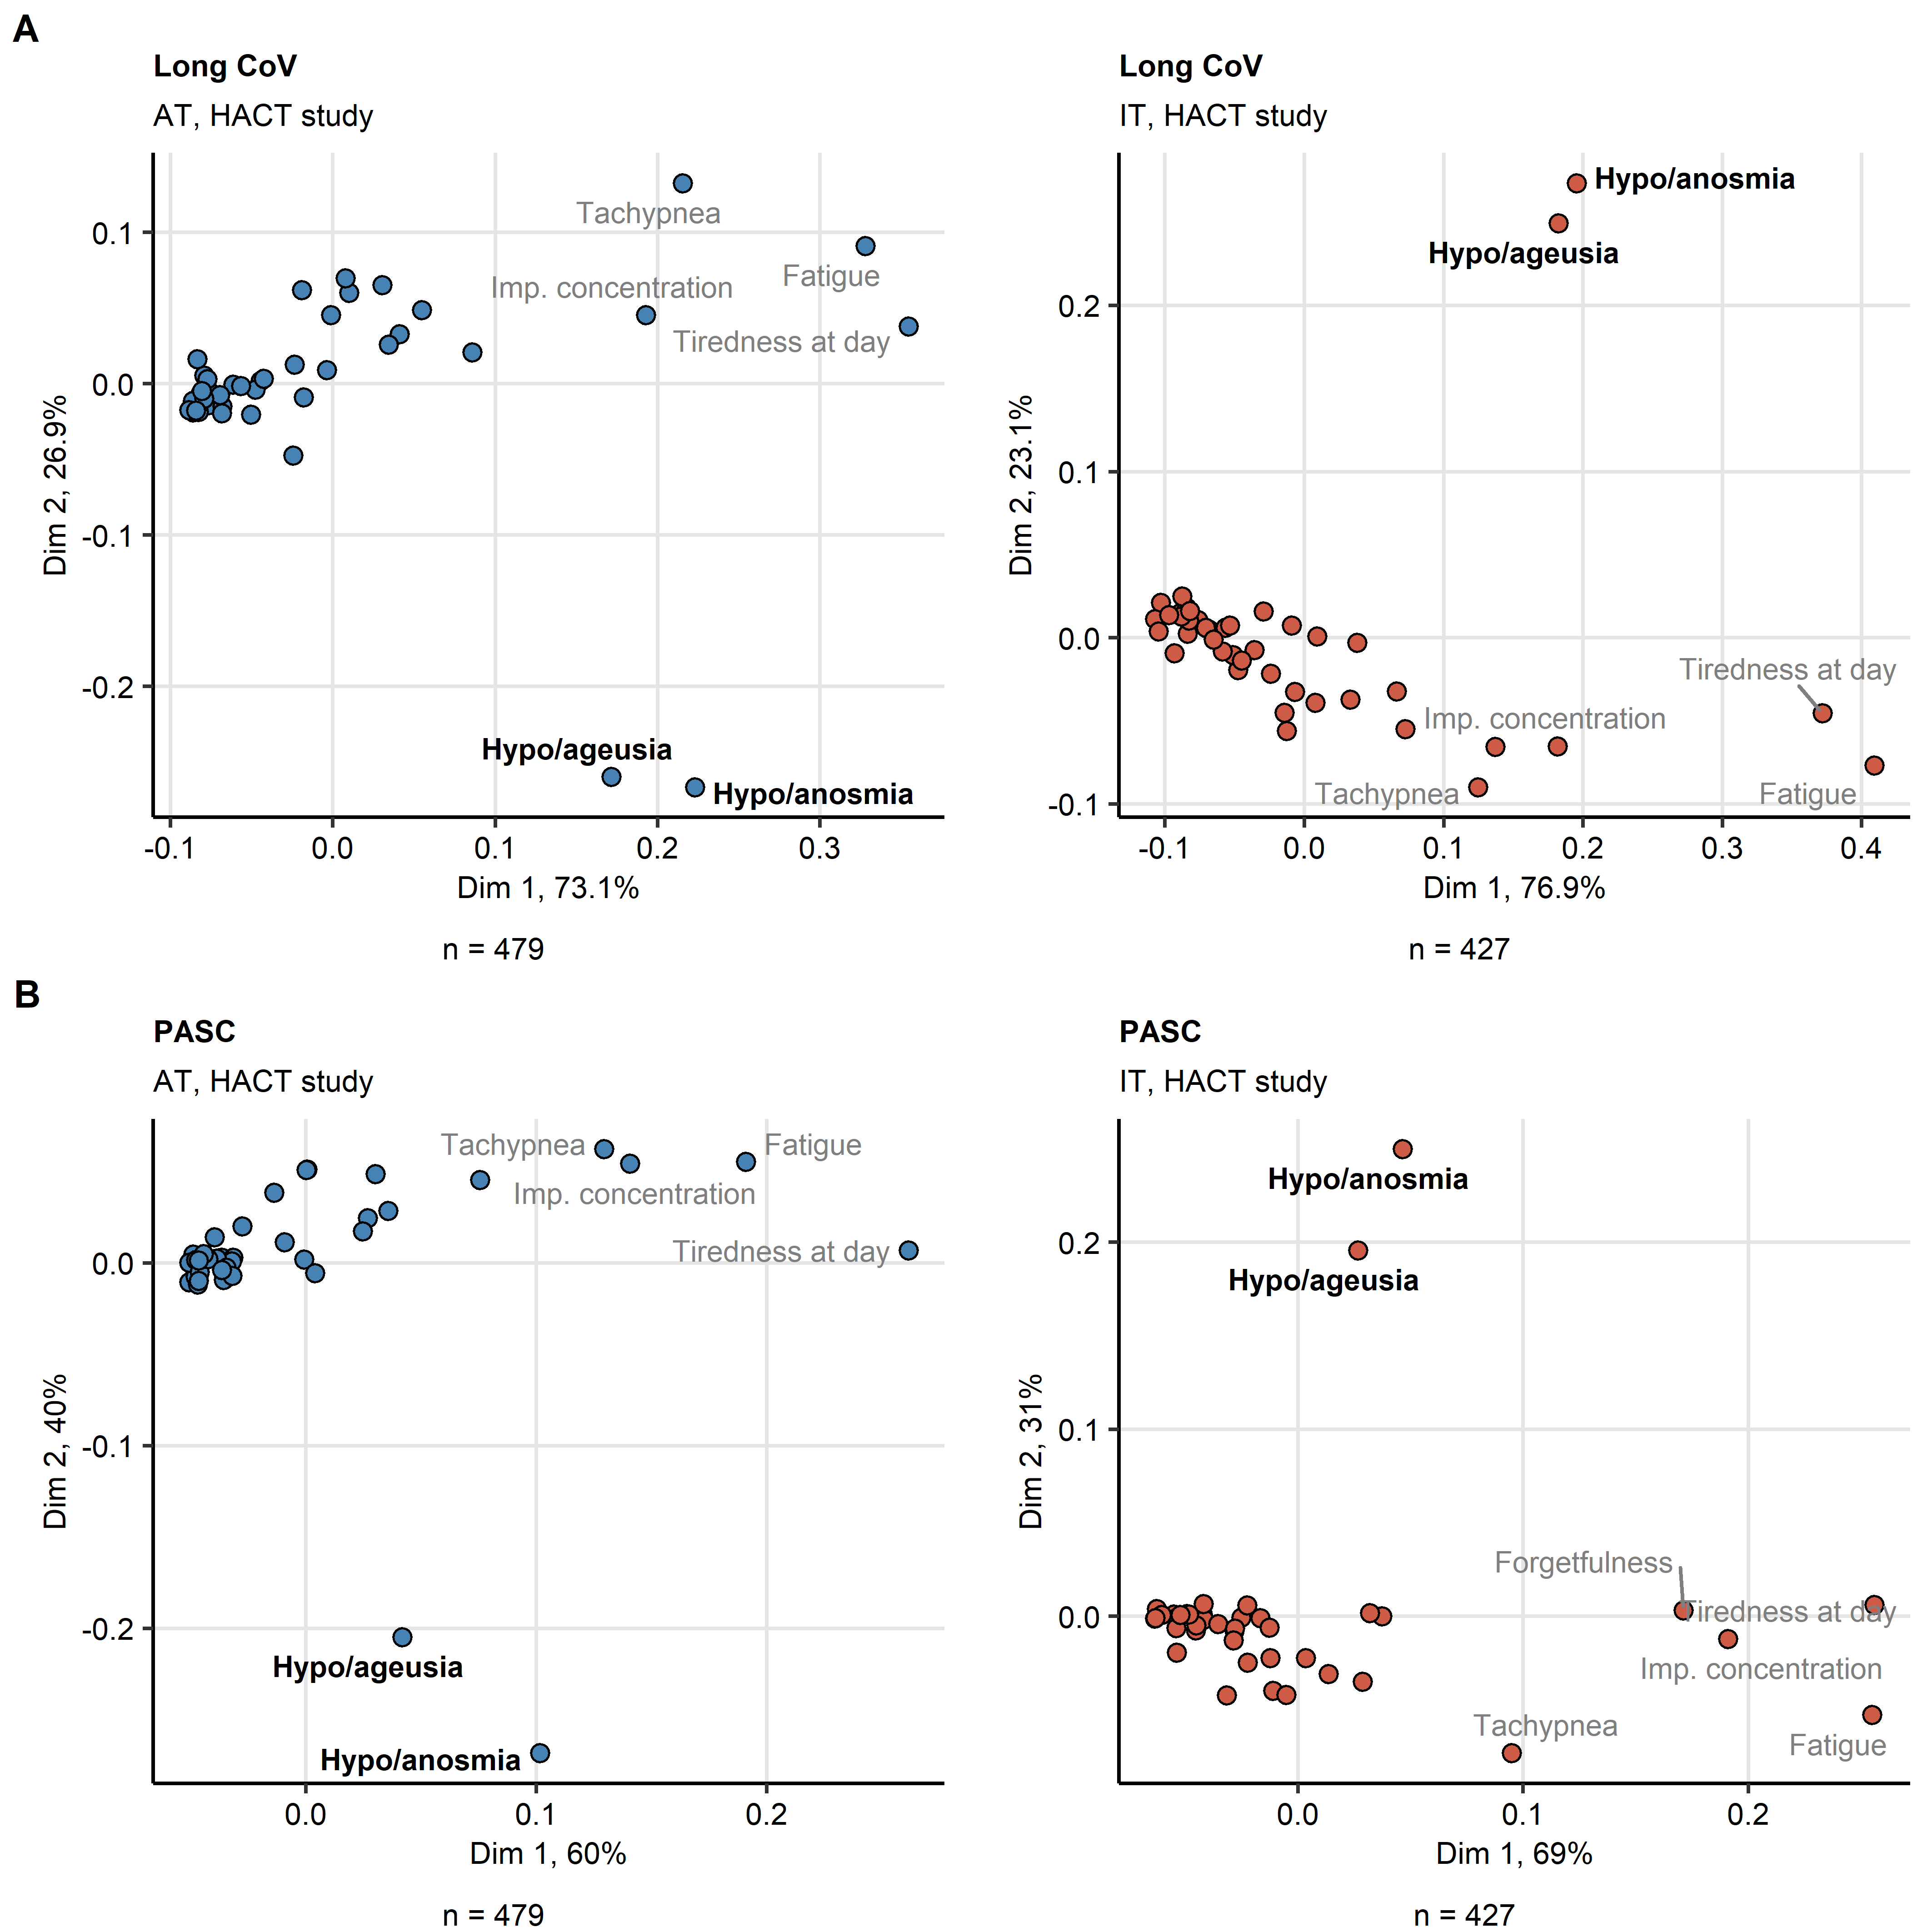 A
Long CoV
AT, HACT study
Dim 2, 26.9%
0.1
0.0
-0.1
-0.2
Tachypnea
Fatigue
Imp. concentration
Tiredness at day
Hypo/ageusia
Hypo/anosmia
-0.1 0.0 0.1 0.2 0.3
Dim 1, 73.1%
n = 479
Long CoV
IT, HACT study
Dim 2, 23.1%
0.2
0.1
0.0
-0.1
Hypo/anosmia
Hypo/ageusia
Tiredness at day
Imp. concentration
Tachypnea
Fatigue
-0.1 0.0 0.1 0.2 0.3 0.4
Dim 1, 76.9%
n = 427
B
PASC
AT, HACT study
Dim 2, 40%
0.0
-0.1
-0.2
Tachypnea
Fatigue
Imp. concentration
Tiredness at day
Hypo/ageusia
Hypo/anosmia
0.0 0.1 0.2
Dim 1, 60%
n = 479
PASC
IT, HACT study
Dim 2, 31%
0.2
0.1
0.0
Hypo/anosmia
Hypo/ageusia
Forgetfulness
Tiredness at day
Imp. concentration
Tachypnea
Fatigue
0.0 0.1 0.2
Dim 1, 69%
n = 427